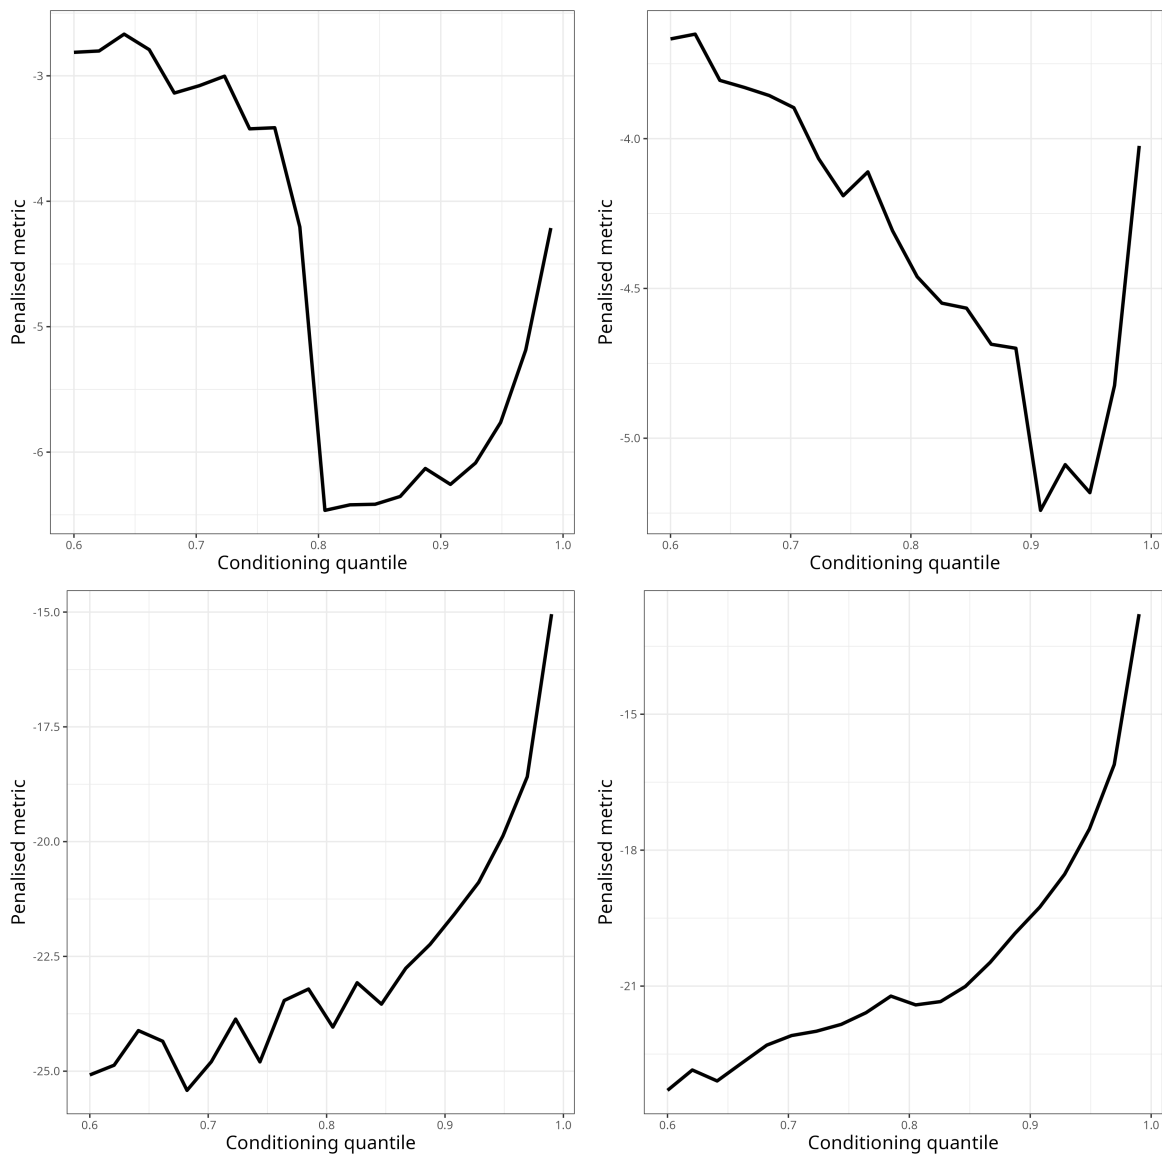 Penalised metric
-3
-4
-5
-6
0.6 0.7 0.8 0.9 1.0
Conditioning quantile
Penalised metric
-4.0
-4.5
-5.0
0.6 0.7 0.8 0.9 1.0
Conditioning quantile
Penalised metric
-15.0
-17.5
-20.0
-22.5
-25.0
0.6 0.7 0.8 0.9 1.0
Conditioning quantile
Penalised metric
-15
-18
-21
0.6 0.7 0.8 0.9 1.0
Conditioning quantile